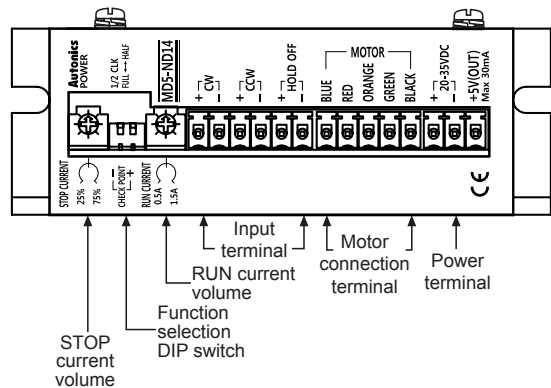 Autonics
POWER
1/2 CLK
FULL ↔ HALF
MD5-ND14
+ CW −
+ CCW −
+ HOLD OFF −
MOTOR
BLUE
RED
ORANGE
GREEN
BLACK
+ 20-35VDC −
+5V(OUT)
Max 30mA
STOP CURRENT
25%
75%
− CHECK POINT +
RUN CURRENT
0.5A
1.5A
CE
Input
terminal
Motor
connection
terminal
Power
terminal
RUN current
volume
Function
selection
DIP switch
STOP
current
volume